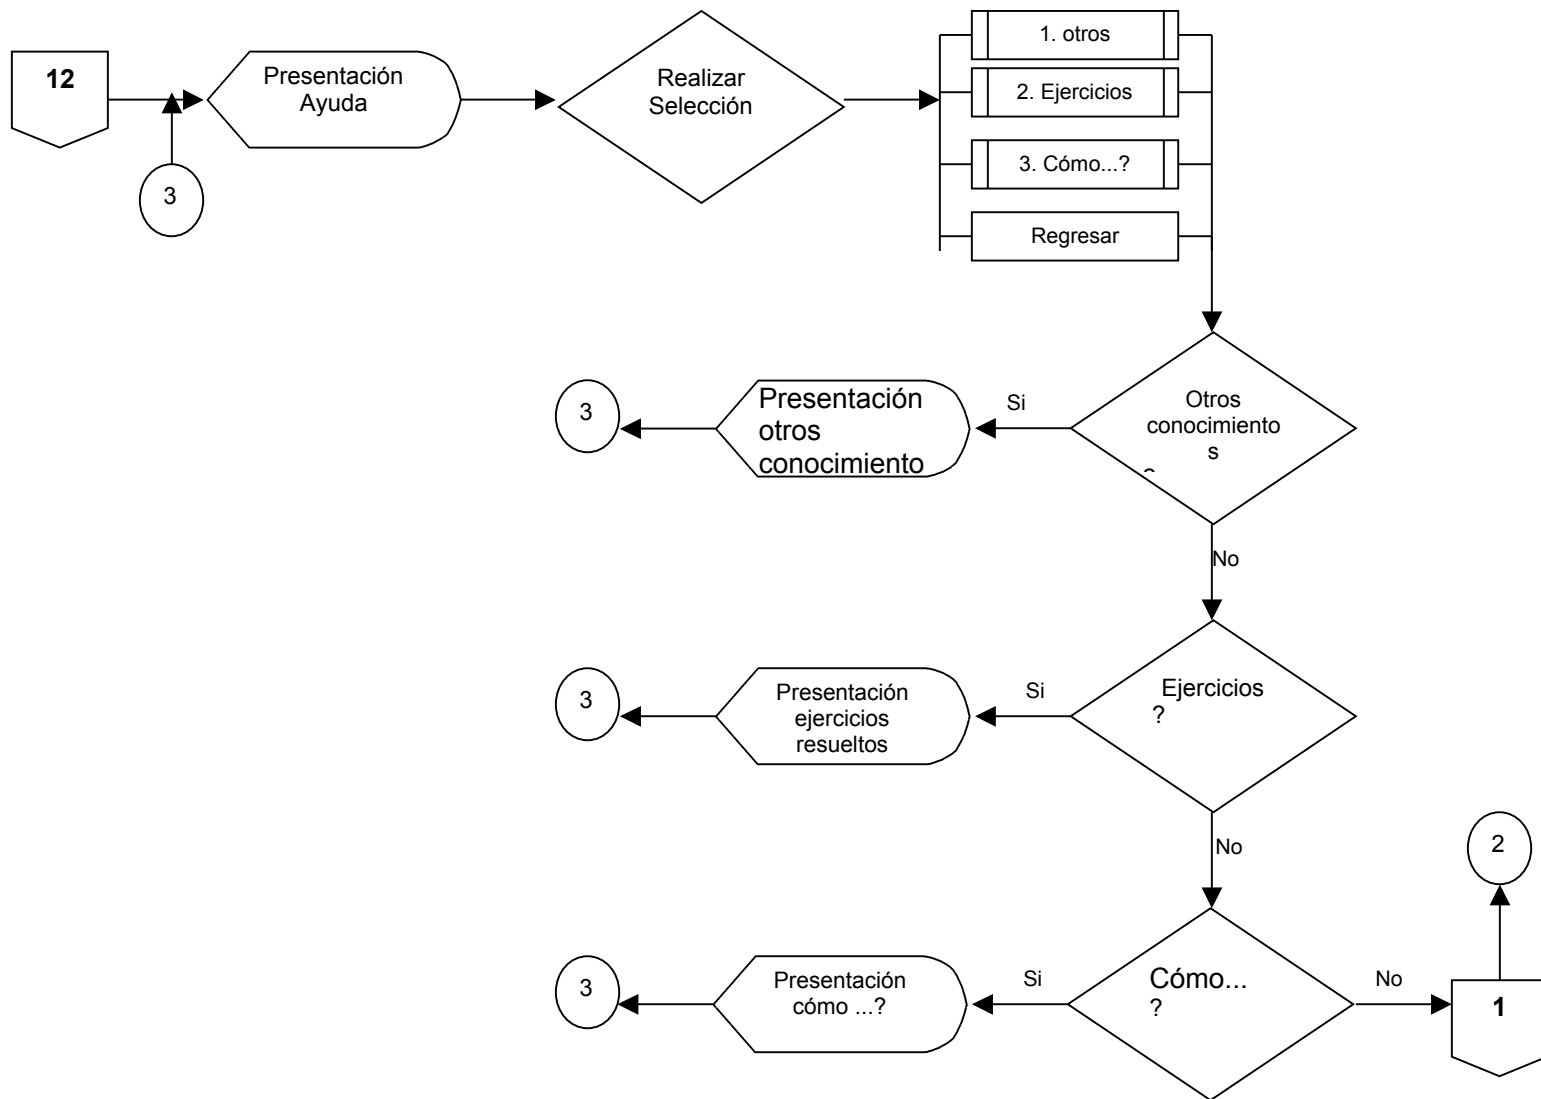 12
Presentación
Ayuda
Realizar
Selección
1. otros
2. Ejercicios
3. Cómo...?
Regresar
3
3
Presentación
otros
conocimiento
Si
Otros
conocimiento
s
No
3
Presentación
ejercicios
resueltos
Si
Ejercicios
?
No
2
3
Presentación
cómo ...?
Si
Cómo...
?
No
1